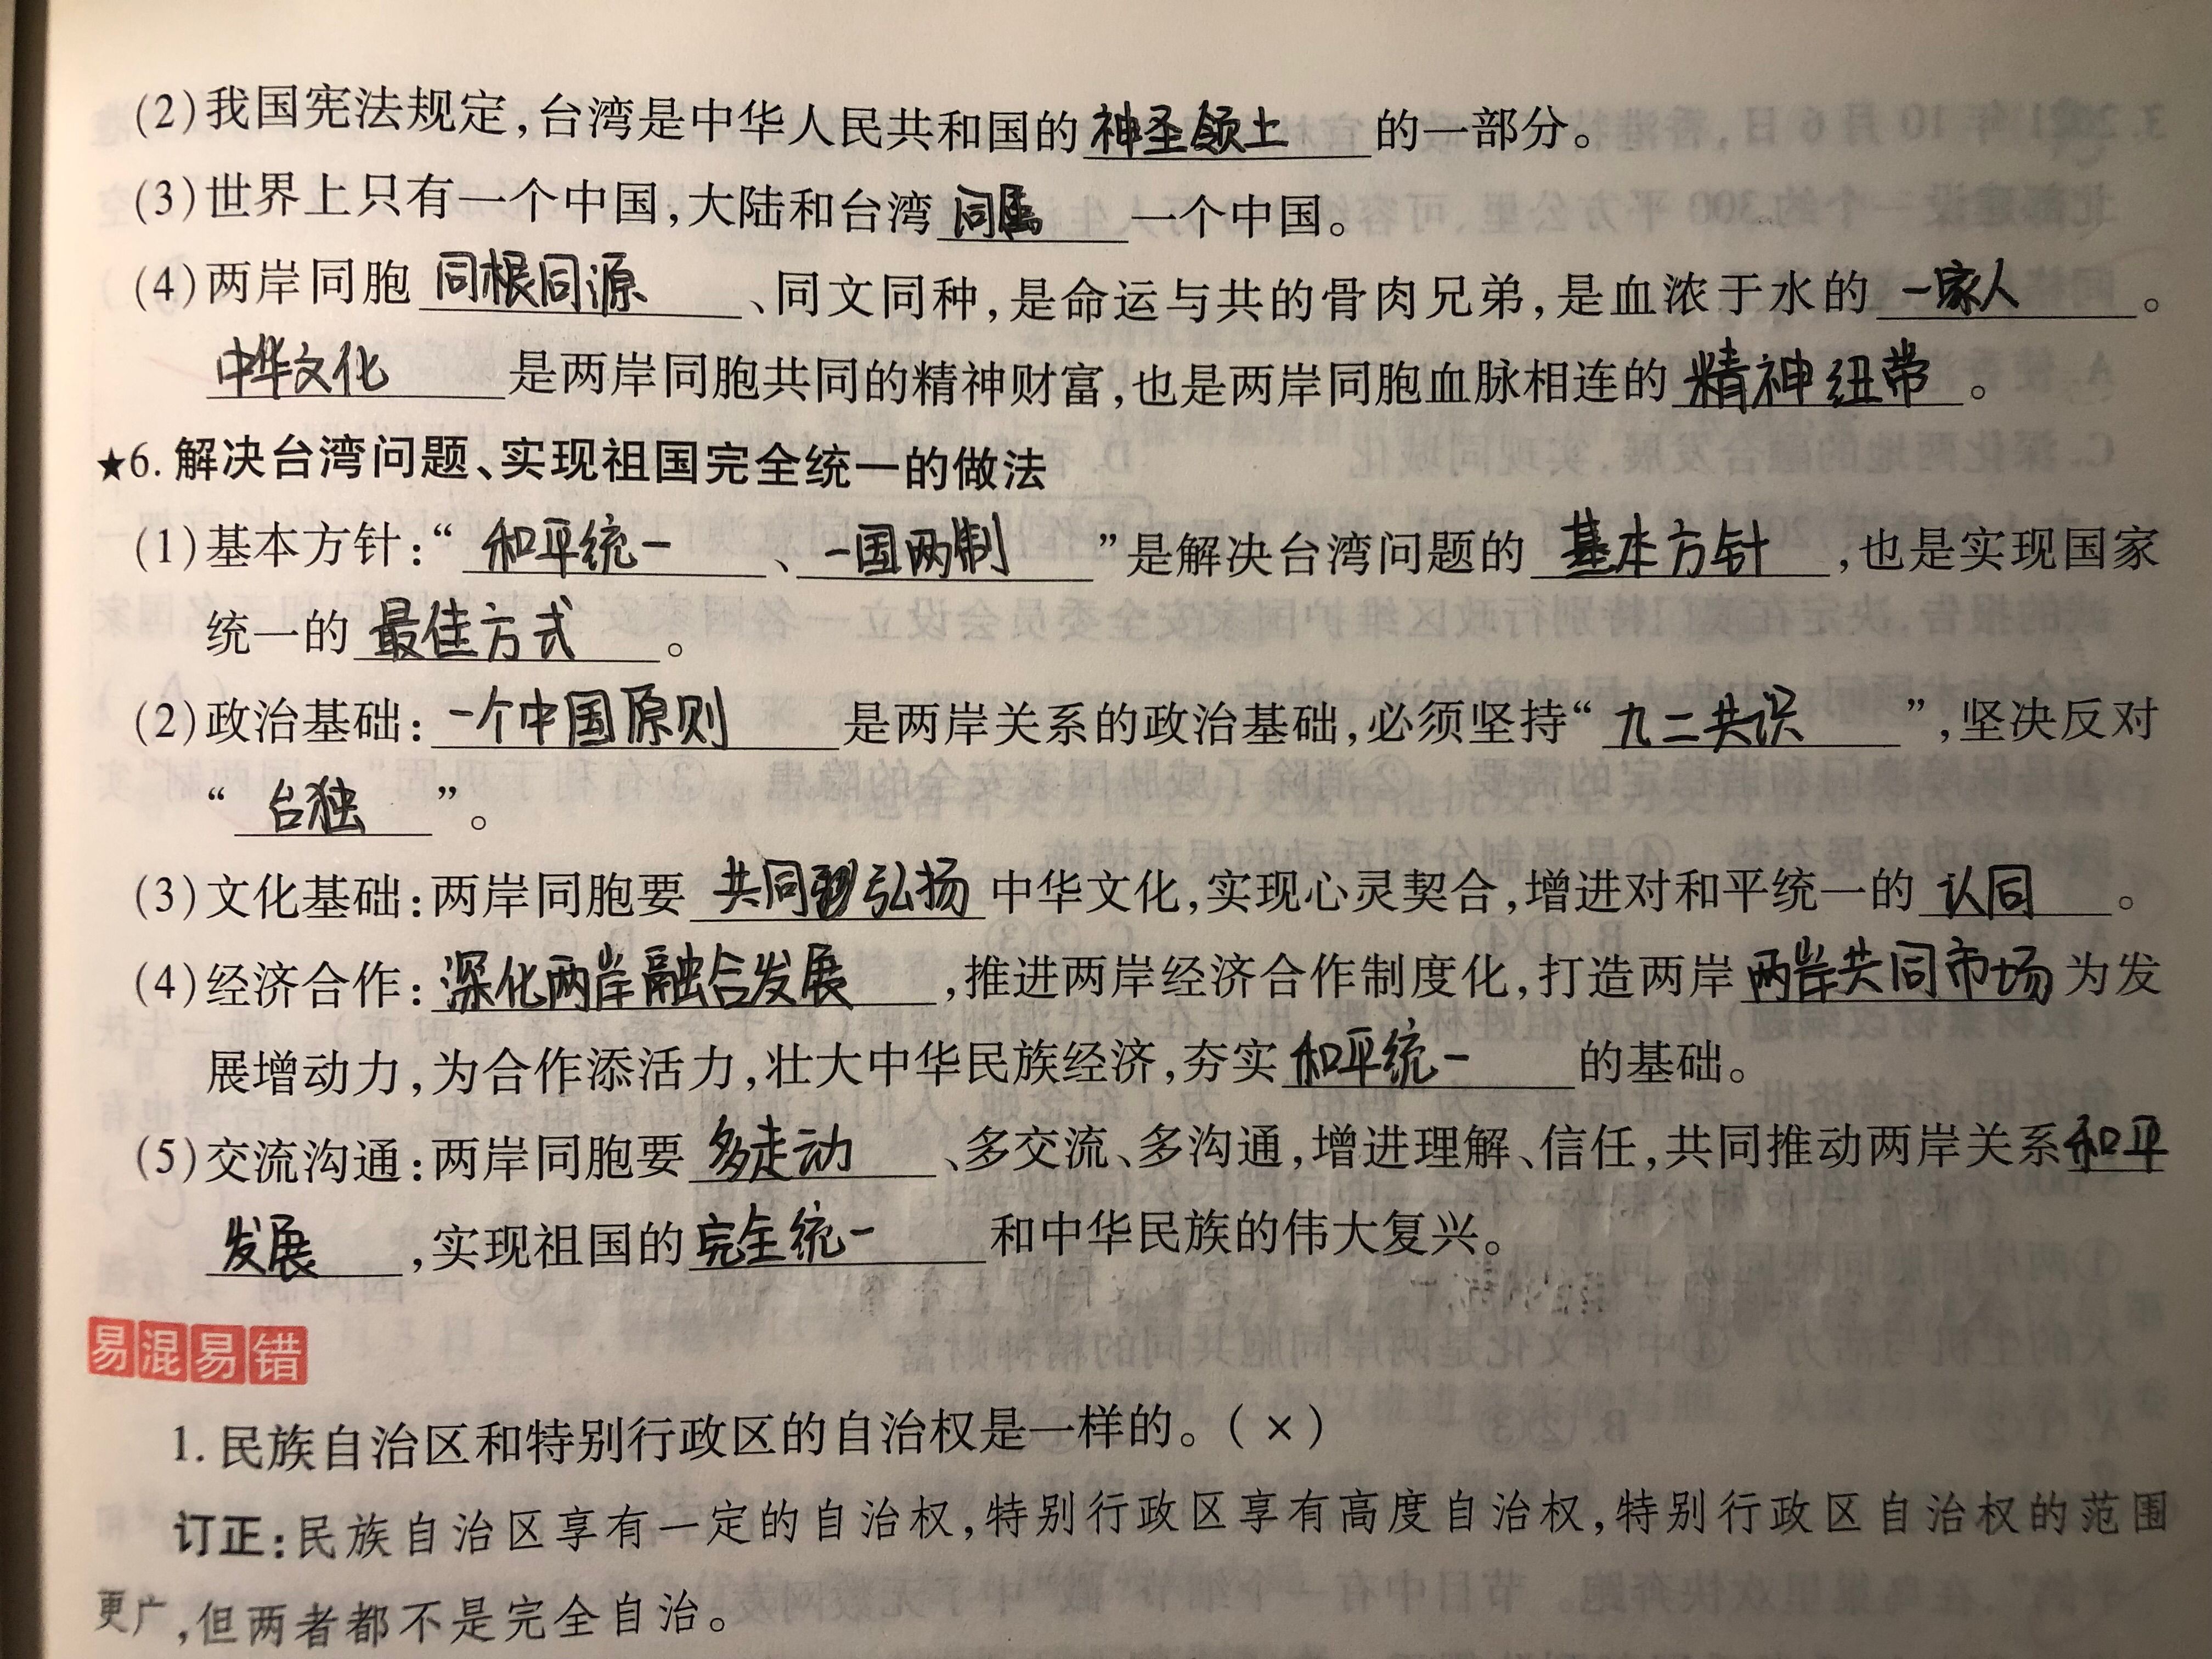 (2)我国宪法规定,台湾是中华人民共和国的神圣领土的一部分。
(3)世界上只有一个中国,大陆和台湾同属一个中国。
(4)两岸同胞同根同源、同文同种,是命运与共的骨肉兄弟,是血浓于水的一家人。
中华文化是两岸同胞共同的精神财富,也是两岸同胞血脉相连的精神纽带。
★6.解决台湾问题、实现祖国完全统一的做法
(1)基本方针:“和平统一、一国两制”是解决台湾问题的基本方针,也是实现国家
统一的最佳方式。
(2)政治基础:一个中国原则是两岸关系的政治基础,必须坚持“九二共识”,坚决反对
“台独”。
(3)文化基础:两岸同胞要共同弘扬中华文化,实现心灵契合,增进对和平统一的认同。
(4)经济合作:深化两岸融合发展,推进两岸经济合作制度化,打造两岸两岸共同市场为发
展增动力,为合作添活力,壮大中华民族经济,夯实和平统一的基础。
(5)交流沟通:两岸同胞要多走动、多交流、多沟通,增进理解、信任,共同推动两岸关系和平
发展,实现祖国的完全统一和中华民族的伟大复兴。
易混易错
1.民族自治区和特别行政区的自治权是一样的。(×)
订正:民族自治区享有一定的自治权,特别行政区享有高度自治权,特别行政区自治权的范围
更广,但两者都不是完全自治。